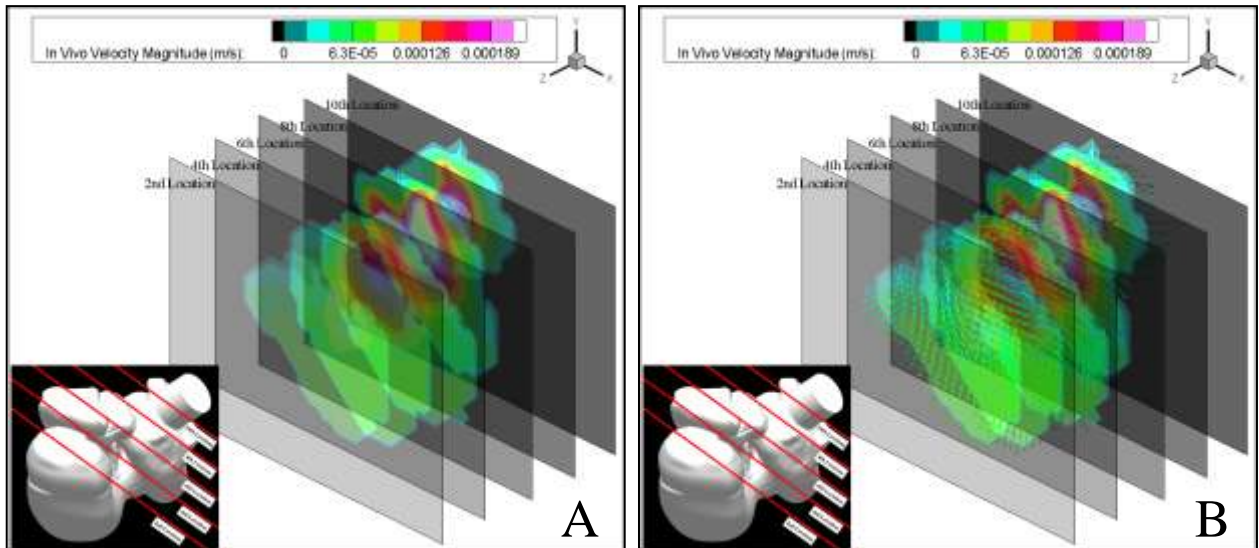 In Vivo Velocity Magnitude (m/s): 0 6.3E-05 0.000126 0.000189
Y
Z X
10th Location
8th Location
6th Location
4th Location
2nd Location
A
In Vivo Velocity Magnitude (m/s): 0 6.3E-05 0.000126 0.000189
Y
Z X
10th Location
8th Location
6th Location
4th Location
2nd Location
B